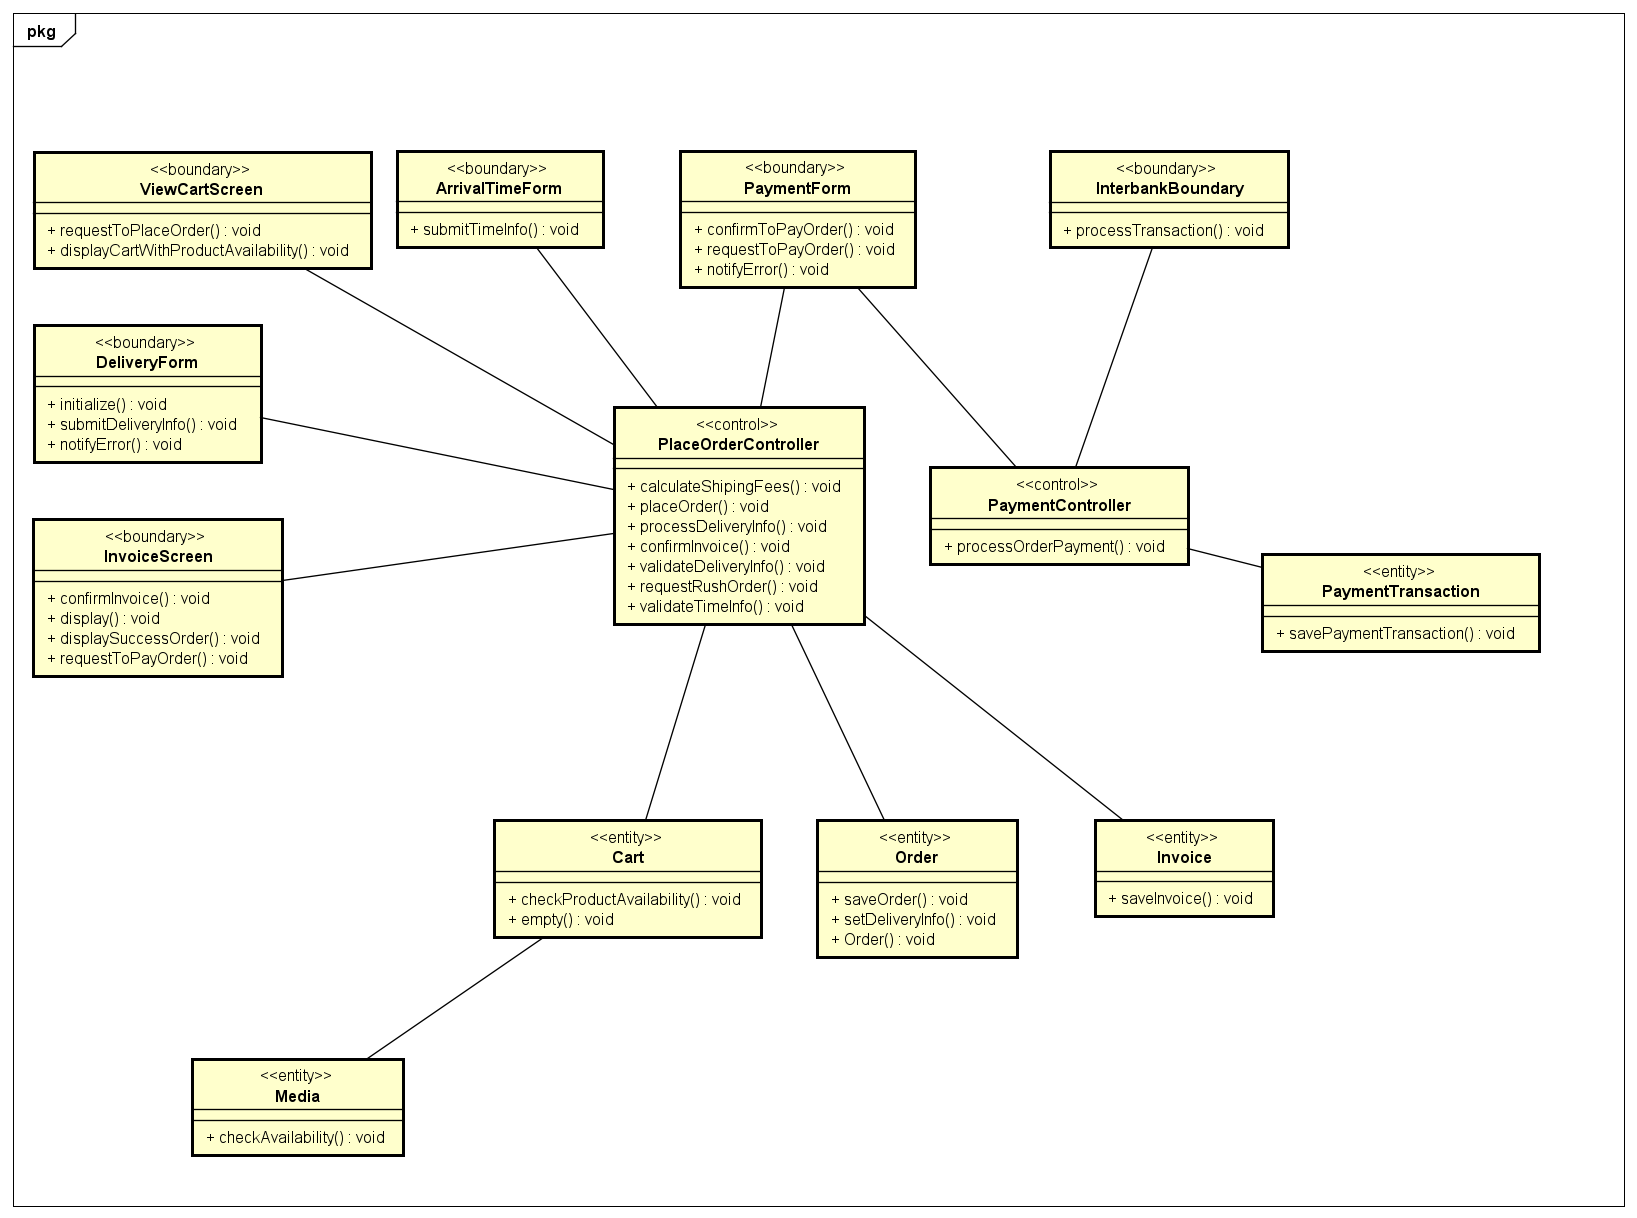 pkg
<<boundary>>
ViewCartScreen
+ requestToPlaceOrder() : void
+ displayCartWithProductAvailability() : void
<<boundary>>
ArrivalTimeForm
+ submitTimeInfo() : void
<<boundary>>
PaymentForm
+ confirmToPayOrder() : void
+ requestToPayOrder() : void
+ notifyError() : void
<<boundary>>
InterbankBoundary
+ processTransaction() : void
<<boundary>>
DeliveryForm
+ initialize() : void
+ submitDeliveryInfo() : void
+ notifyError() : void
<<control>>
PlaceOrderController
+ calculateShipingFees() : void
+ placeOrder() : void
+ processDeliveryInfo() : void
+ confirmInvoice() : void
+ validateDeliveryInfo() : void
+ requestRushOrder() : void
+ validateTimeInfo() : void
<<control>>
PaymentController
+ processOrderPayment() : void
<<boundary>>
InvoiceScreen
+ confirmInvoice() : void
+ display() : void
+ displaySuccessOrder() : void
+ requestToPayOrder() : void
<<entity>>
PaymentTransaction
+ savePaymentTransaction() : void
<<entity>>
Cart
+ checkProductAvailability() : void
+ empty() : void
<<entity>>
Order
+ saveOrder() : void
+ setDeliveryInfo() : void
+ Order() : void
<<entity>>
Invoice
+ saveInvoice() : void
<<entity>>
Media
+ checkAvailability() : void